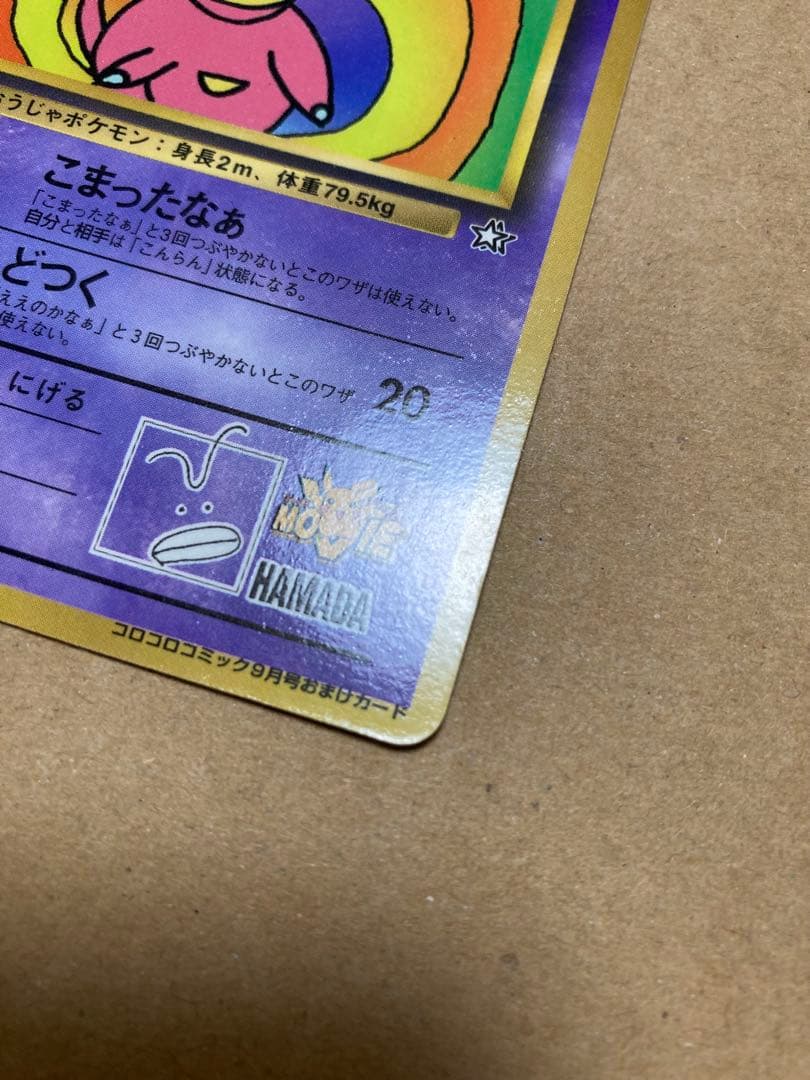 うじゃポケモン：身長2m、体重79.5kg
こまったなぁ
「こまったなぁ」と3回つぶやかないとこのワザは使えない。
自分と相手は「こんらん」状態になる。
どつく
ええのかなぁ」と3回つぶやかないとこのワザ
使えない。
20
にげる
MOVIE
HAMADA
コロコロコミック9月号おまけカード